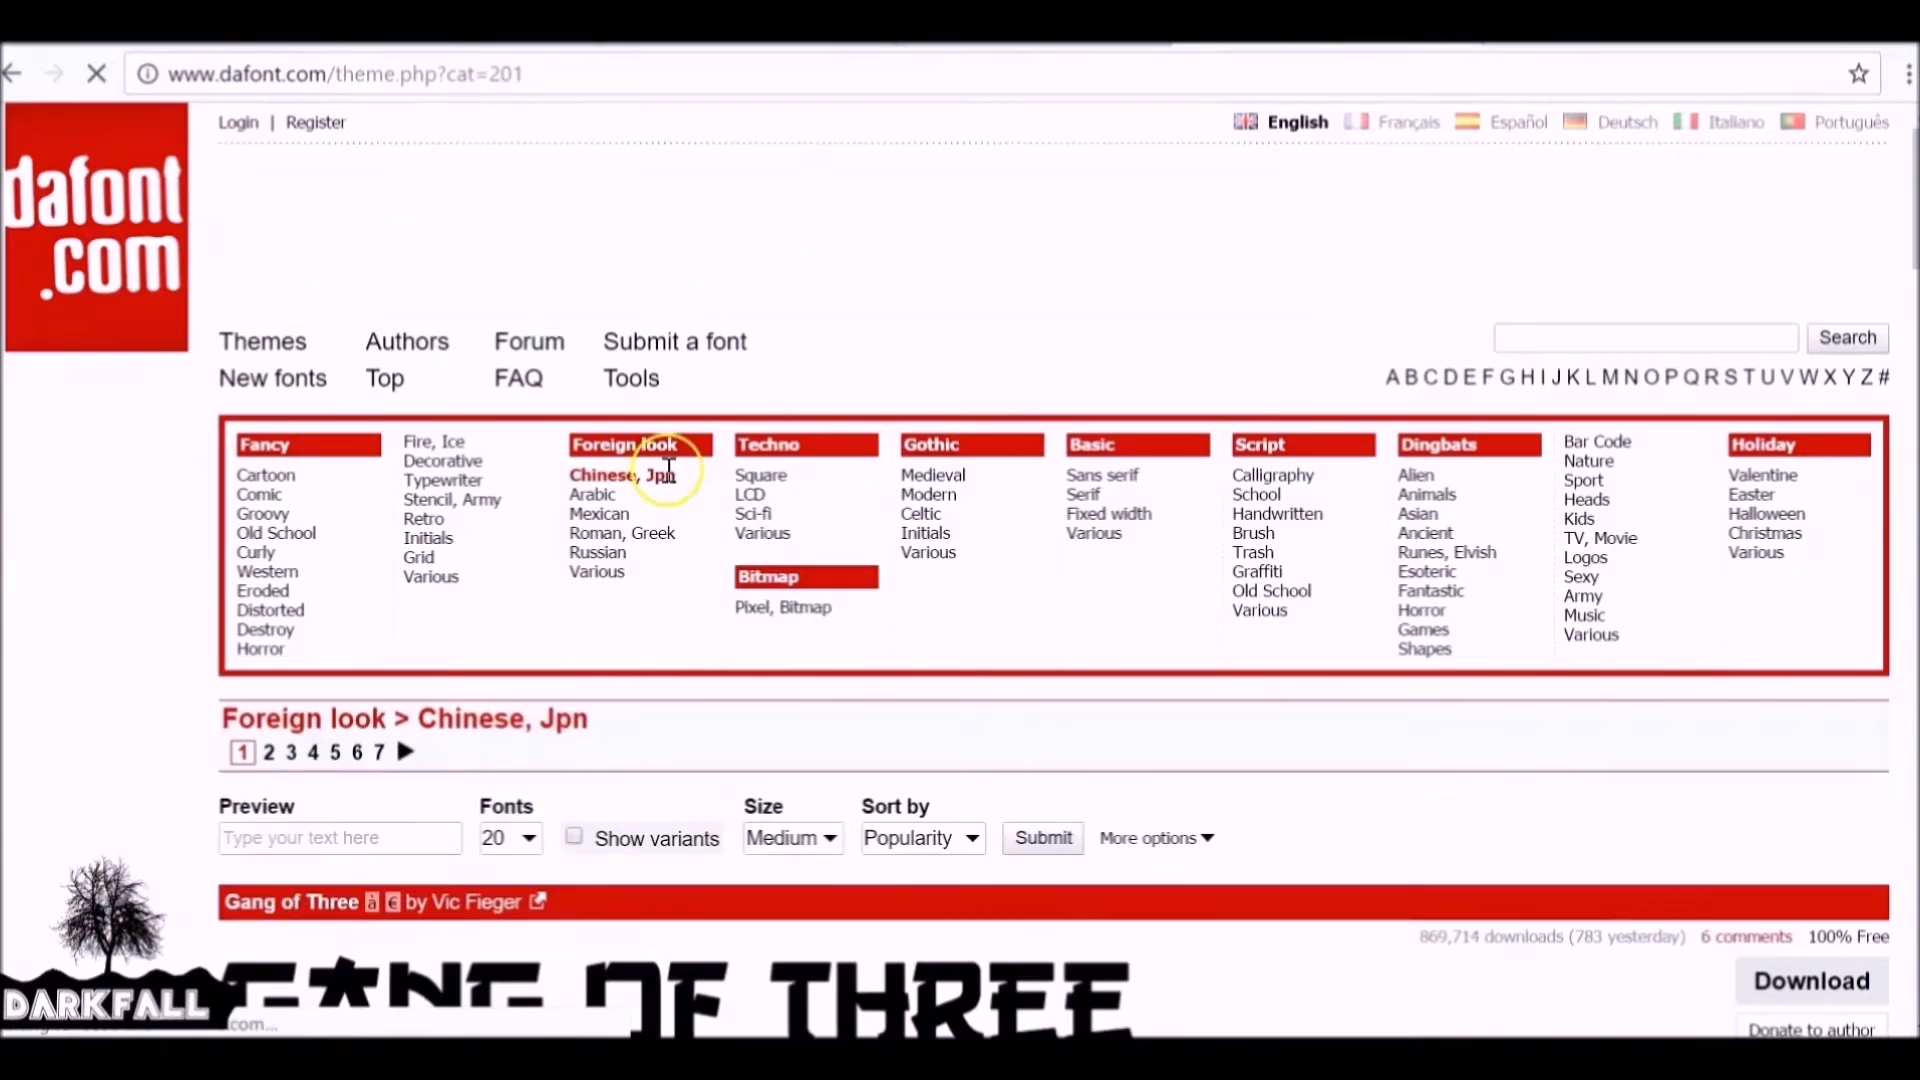 www.dafont.com/theme.php?cat=201
Login | Register
English Français Español Deutsch Italiano Português
dafont
.com
Themes Authors Forum Submit a font
Search
New fonts Top FAQ Tools
A B C D E F G H I J K L M N O P Q R S T U V W X Y Z #
Fancy
Cartoon
Comic
Groovy
Old School
Curly
Western
Eroded
Distorted
Destroy
Horror
Fire, Ice
Decorative
Typewriter
Stencil, Army
Retro
Initials
Grid
Various
Foreign look
Chinese, Jpn
Arabic
Mexican
Roman, Greek
Russian
Various
Techno
Square
LCD
Sci-fi
Various
Bitmap
Pixel, Bitmap
Gothic
Medieval
Modern
Celtic
Initials
Various
Basic
Sans serif
Serif
Fixed width
Various
Script
Calligraphy
School
Handwritten
Brush
Trash
Graffiti
Old School
Various
Dingbats
Alien
Animals
Asian
Ancient
Runes, Elvish
Esoteric
Fantastic
Horror
Games
Shapes
Bar Code
Nature
Sport
Heads
Kids
TV, Movie
Logos
Sexy
Army
Music
Various
Holiday
Valentine
Easter
Halloween
Christmas
Various
Foreign look > Chinese, Jpn
1 2 3 4 5 6 7
Preview Fonts Size Sort by
Type your text here 20 Show variants Medium Popularity Submit More options
Gang of Three à € by Vic Fieger
869,714 downloads (783 yesterday) 6 comments 100% Free
GANG OF THREE
Download
Donate to author
DARKFALL
.com...